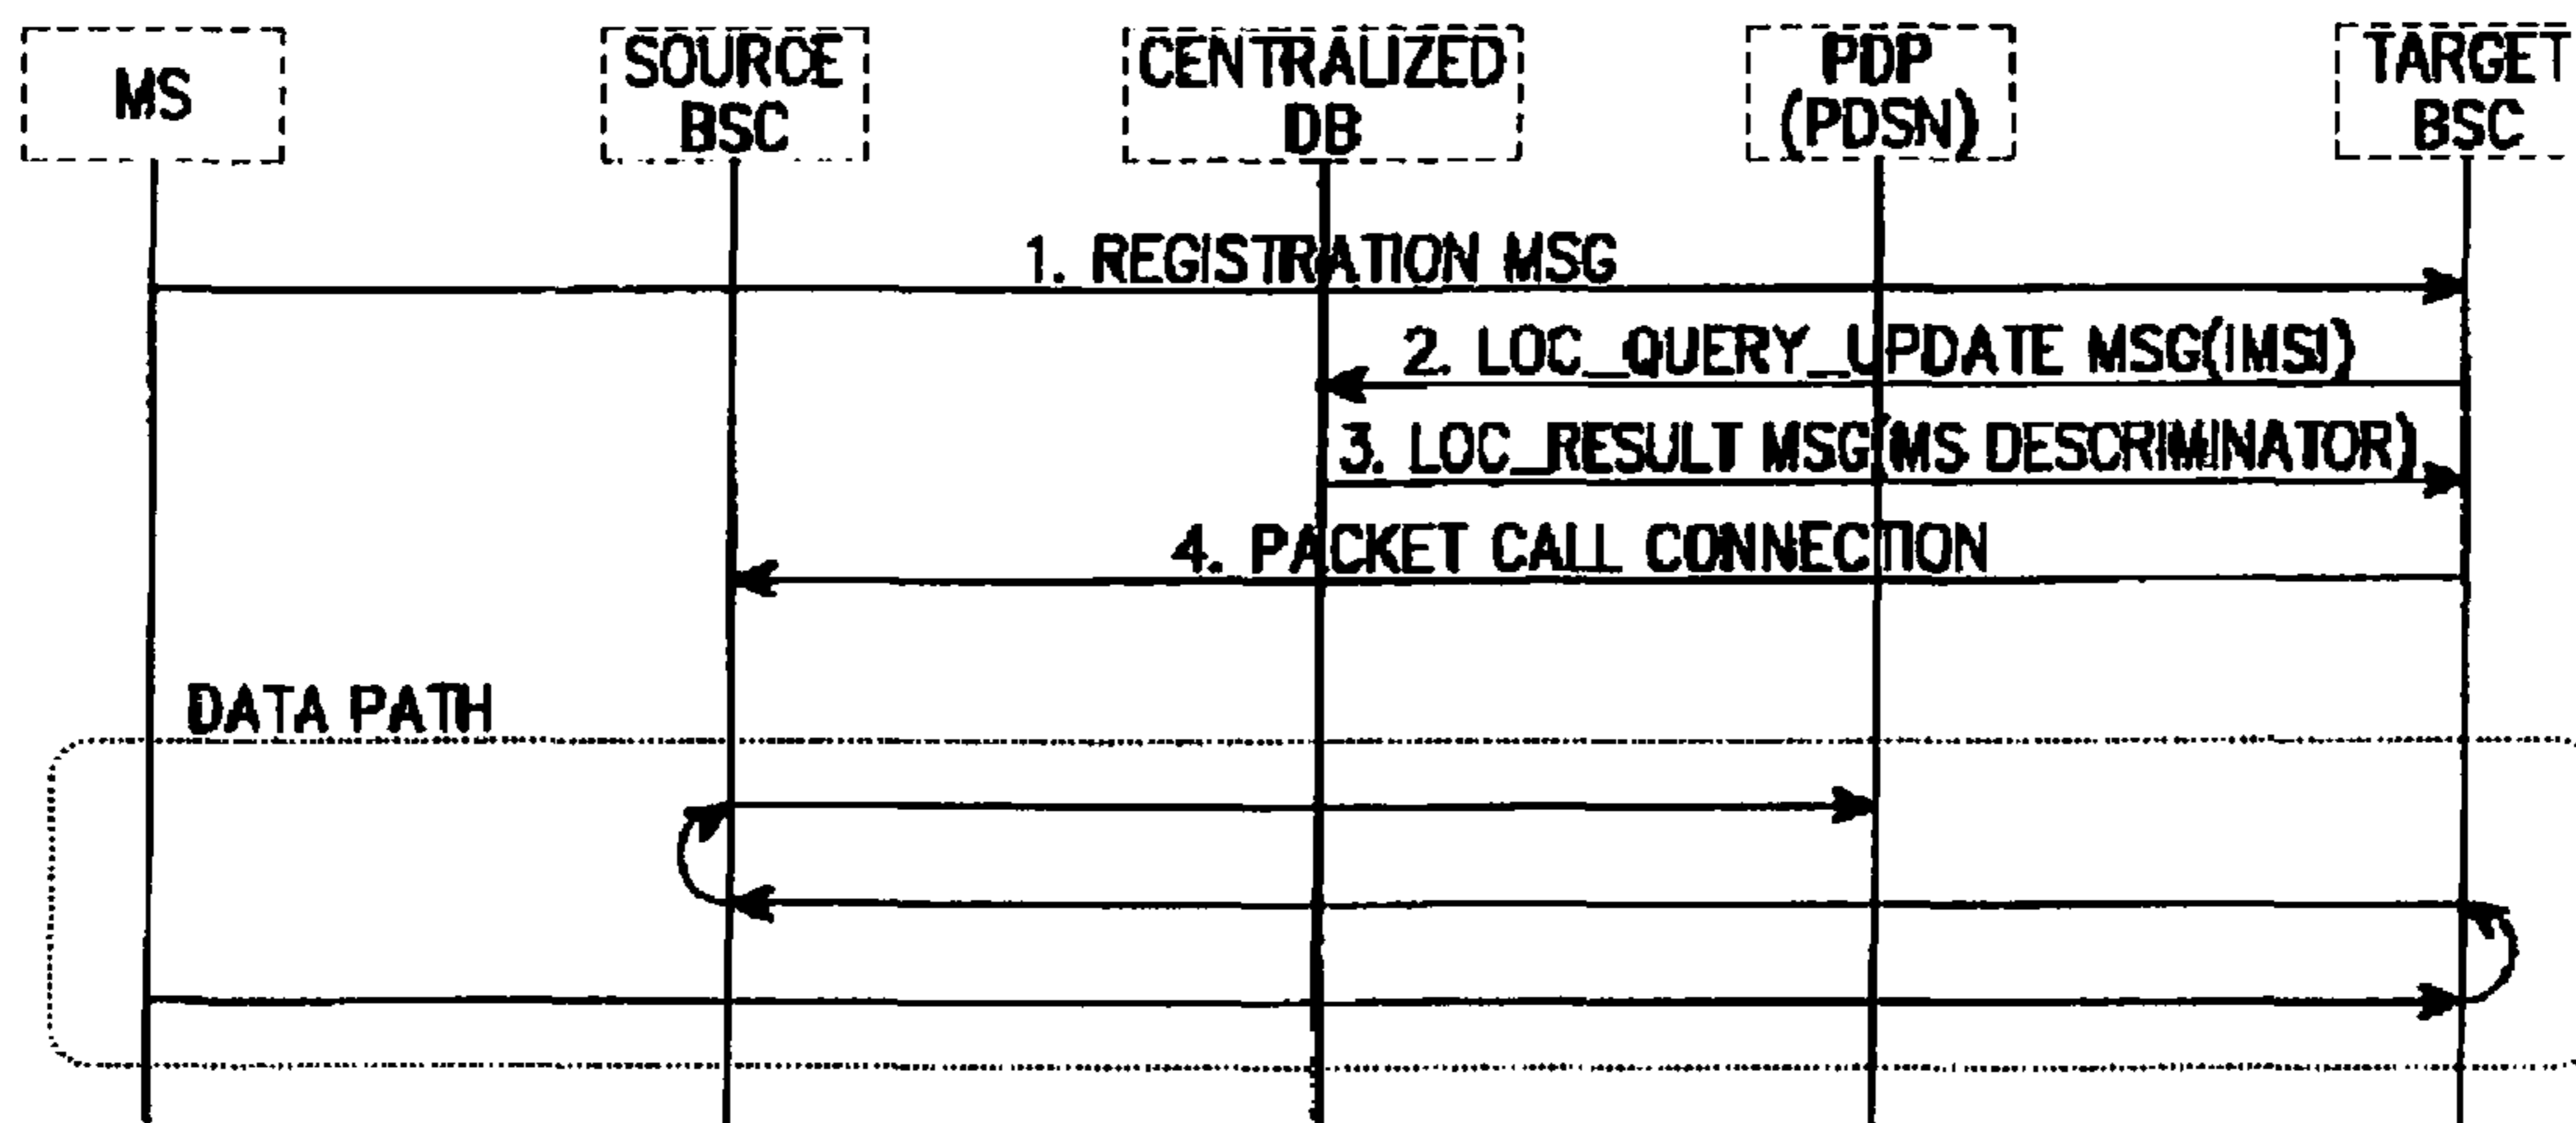 MS
SOURCE
BSC
CENTRALIZED
DB
PDP
(PDSN)
TARGET
BSC
1. REGISTRATION MSG
2. LOC_QUERY_UPDATE MSG(IMSI)
3. LOC_RESULT MSG(MS DESCRIMINATOR)
4. PACKET CALL CONNECTION
DATA PATH